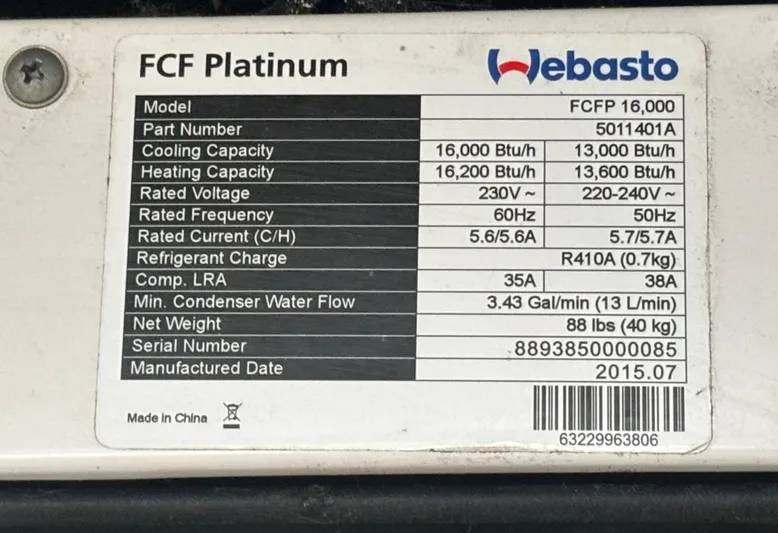 FCF Platinum Webasto
Model FCFP 16,000
Part Number 5011401A
Cooling Capacity 16,000 Btu/h 13,000 Btu/h
Heating Capacity 16,200 Btu/h 13,600 Btu/h
Rated Voltage 230V ~ 220-240V ~
Rated Frequency 60Hz 50Hz
Rated Current (C/H) 5.6/5.6A 5.7/5.7A
Refrigerant Charge R410A (0.7kg)
Comp. LRA 35A 38A
Min. Condenser Water Flow 3.43 Gal/min (13 L/min)
Net Weight 88 lbs (40 kg)
Serial Number 8893850000085
Manufactured Date 2015.07
Made in China
63229963806